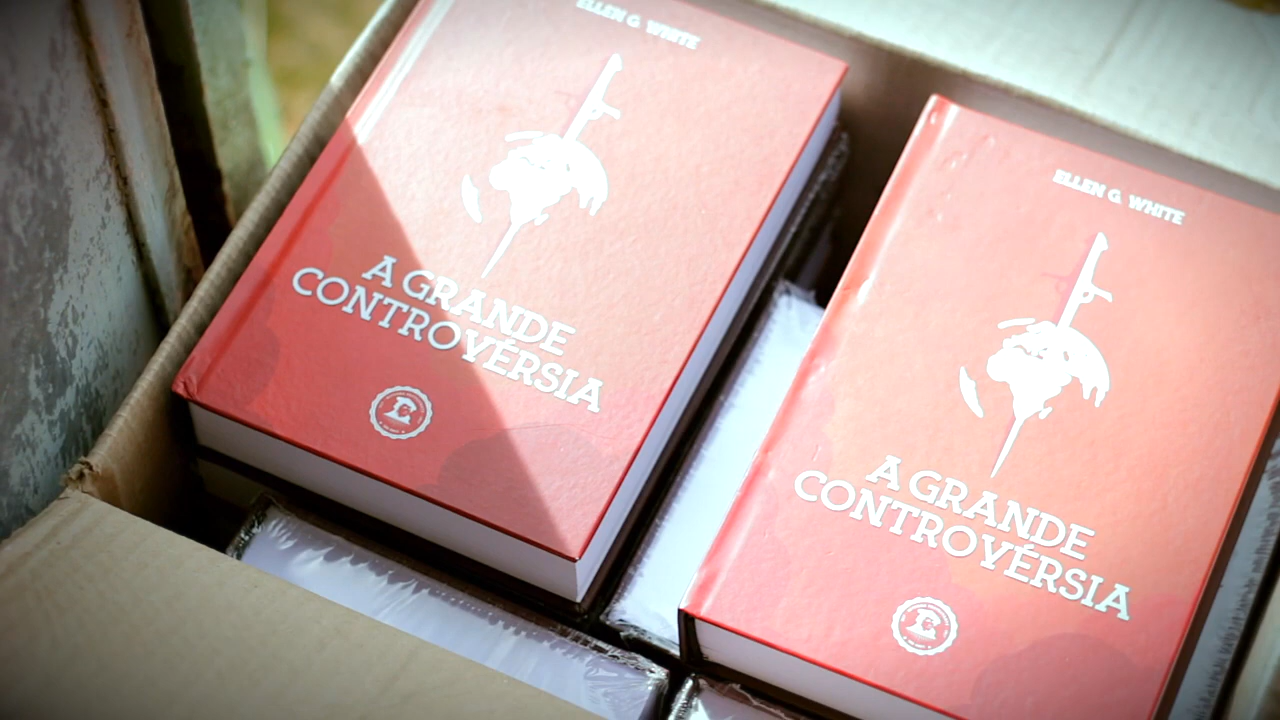 ELLEN G. WHITE
A GRANDE
CONTROVÉRSIA
E
ELLEN G. WHITE
A GRANDE
CONTROVÉRSIA
E